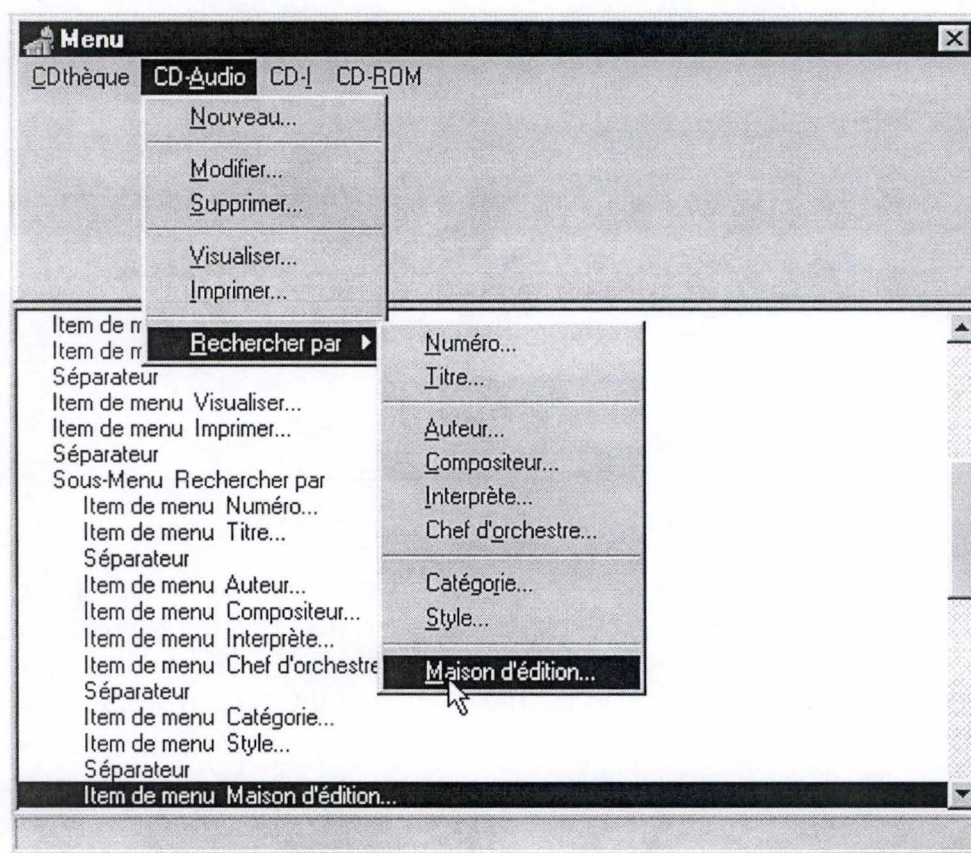 Menu
CDthèque CD-Audio CD-I CD-ROM
Nouveau...
Modifier...
Supprimer...
Visualiser...
Imprimer...
Rechercher par
Numéro...
Titre...
Auteur...
Compositeur...
Interprète...
Chef d'orchestre...
Catégorie...
Style...
Maison d'édition...
Item de m
Item de m
Séparateur
Item de menu Visualiser...
Item de menu Imprimer...
Séparateur
Sous-Menu Rechercher par
Item de menu Numéro...
Item de menu Titre...
Séparateur
Item de menu Auteur...
Item de menu Compositeur...
Item de menu Interprète...
Item de menu Chef d'orchestre
Séparateur
Item de menu Catégorie...
Item de menu Style...
Séparateur
Item de menu Maison d'édition...